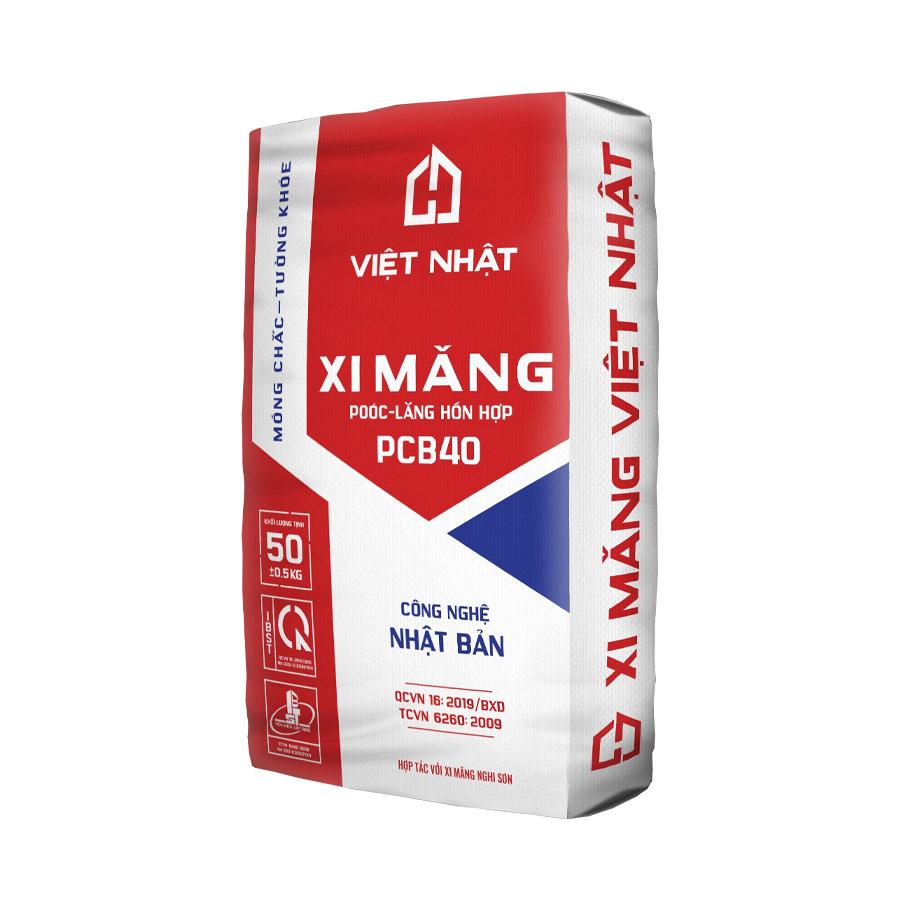 VIỆT NHẬT
XI MĂNG
POÓC-LĂNG HỖN HỢP
PCB40
MÓNG CHẮC - TƯỜNG KHỎE
KHỐI LƯỢNG TỊNH
50
±0.5KG
IBST
CÔNG NGHỆ
NHẬT BẢN
QCVN 16: 2019/BXD
TCVN 6260: 2009
HỢP TÁC VỚI XI MĂNG NGHI SƠN
XI MĂNG VIỆT NHẬT